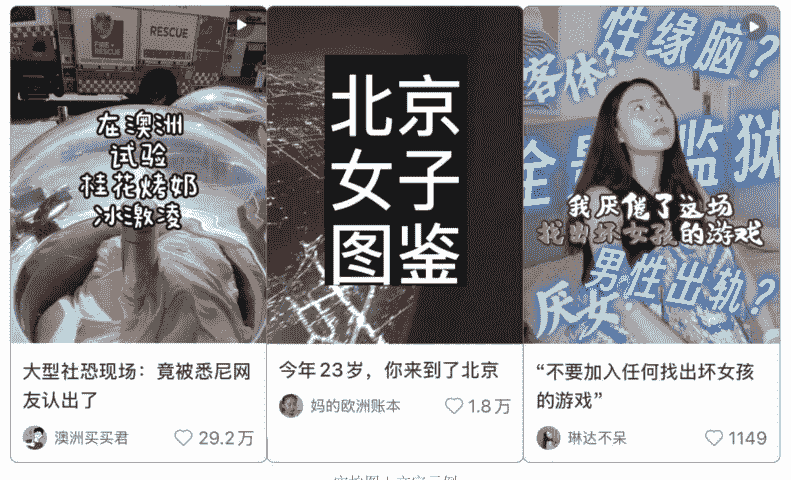 RESCUE
在澳洲
试验
桂花烤奶
冰激凌
大型社恐现场：竟被悉尼网
友认出了
澳洲买买君
29.2万
北京
女子
图鉴
今年23岁，你来到了北京
妈的欧洲账本
1.8万
性缘脑？
客体？
监狱
我厌倦了这场
找出坏女孩的游戏
男性出轨？
厌女
“不要加入任何找出坏女孩
的游戏”
琳达不呆
1149